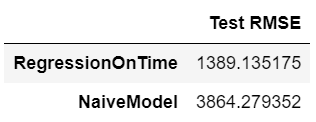 Test RMSE
RegressionOnTime 1389.135175
NaiveModel 3864.279352